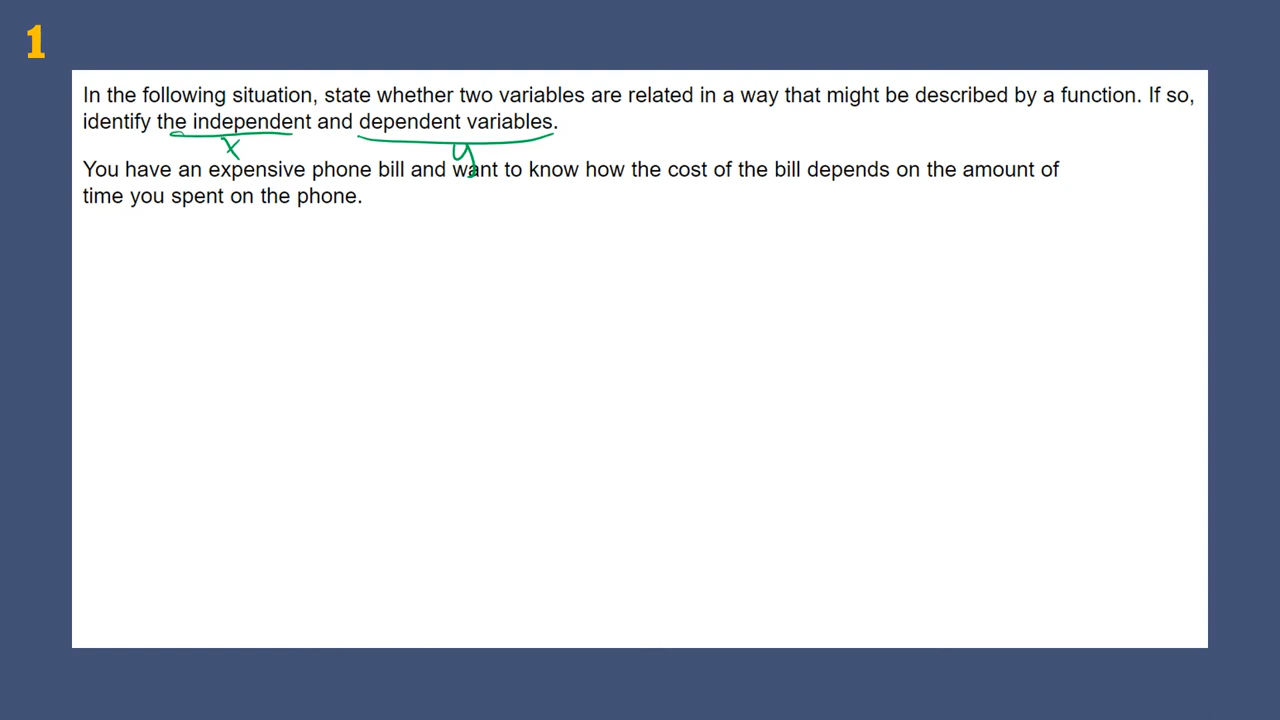 1
In the following situation, state whether two variables are related in a way that might be described by a function. If so,
identify the independent and dependent variables.
x y
You have an expensive phone bill and want to know how the cost of the bill depends on the amount of
time you spent on the phone.